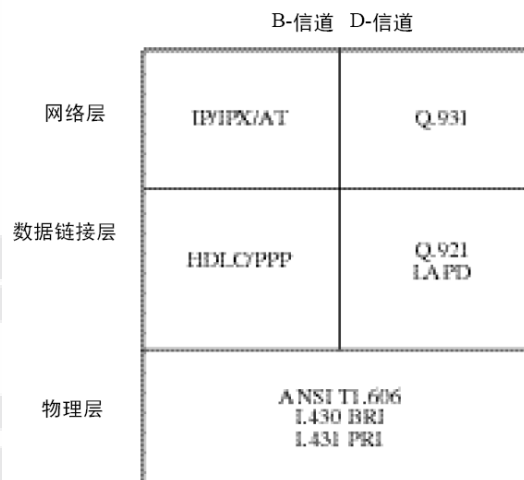 B-信道 D-信道
网络层 IP/IPX/AT Q.931
数据链接层 HDLC/PPP Q.921
LAPD
物理层 ANSI T1.606
I.430 BRI
I.431 PRI